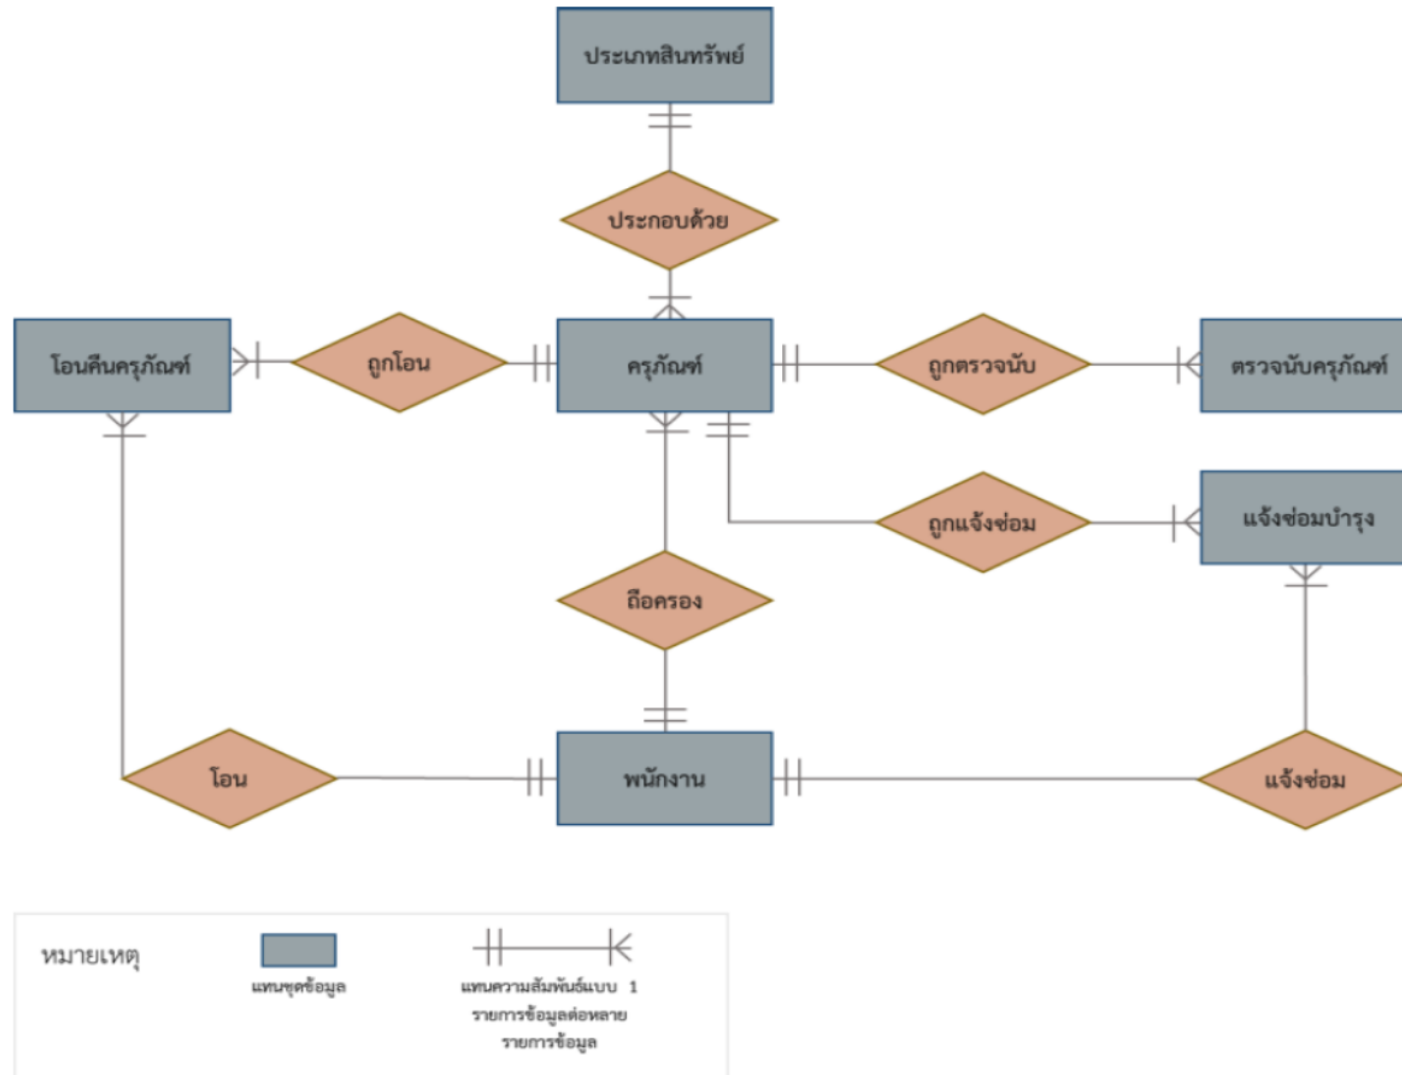 ประเภทสินทรัพย์
ประกอบด้วย
โอนคืนครุภัณฑ์
ถูกโอน
ครุภัณฑ์
ถูกตรวจนับ
ตรวจนับครุภัณฑ์
ถูกแจ้งซ่อม
แจ้งซ่อมบำรุง
ถือครอง
โอน
พนักงาน
แจ้งซ่อม
หมายเหตุ
แทนชุดข้อมูล
แทนความสัมพันธ์แบบ 1
รายการข้อมูลต่อหลาย
รายการข้อมูล